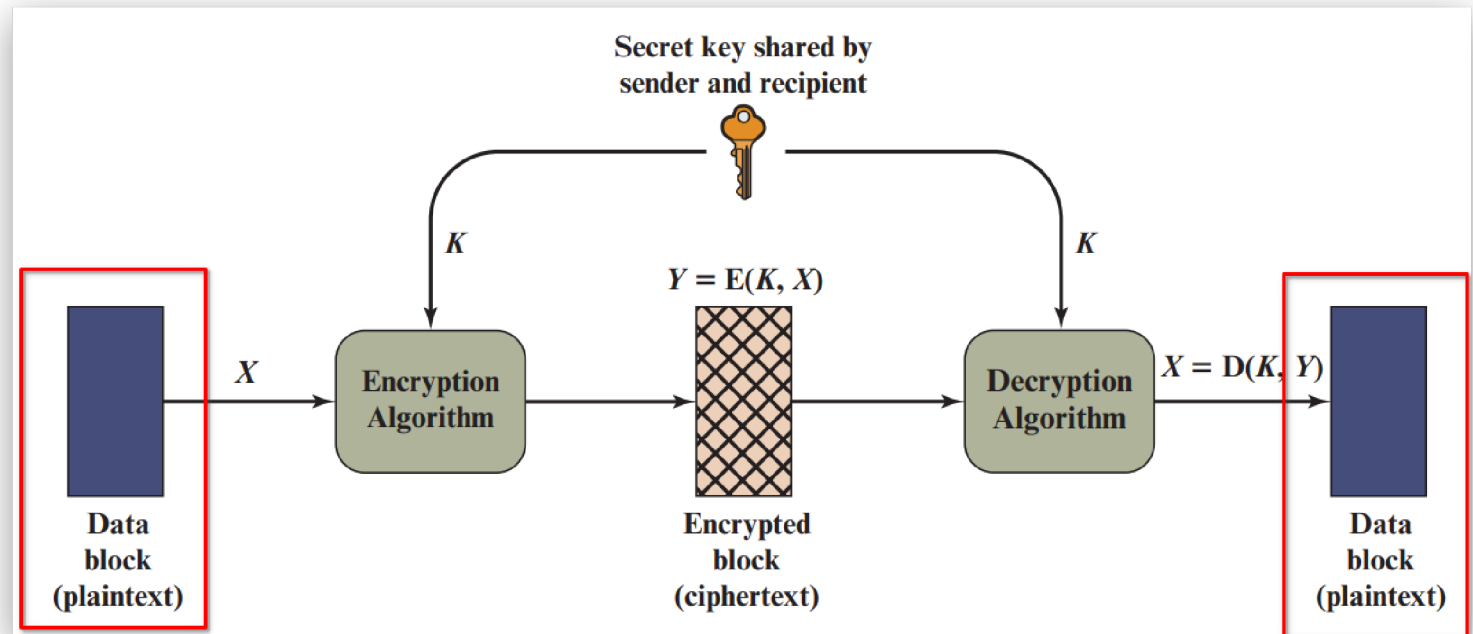 Secret key shared by
sender and recipient
K
K
Y = E(K, X)
X
Encryption
Algorithm
Decryption
Algorithm
X = D(K, Y)
Data
block
(plaintext)
Encrypted
block
(ciphertext)
Data
block
(plaintext)